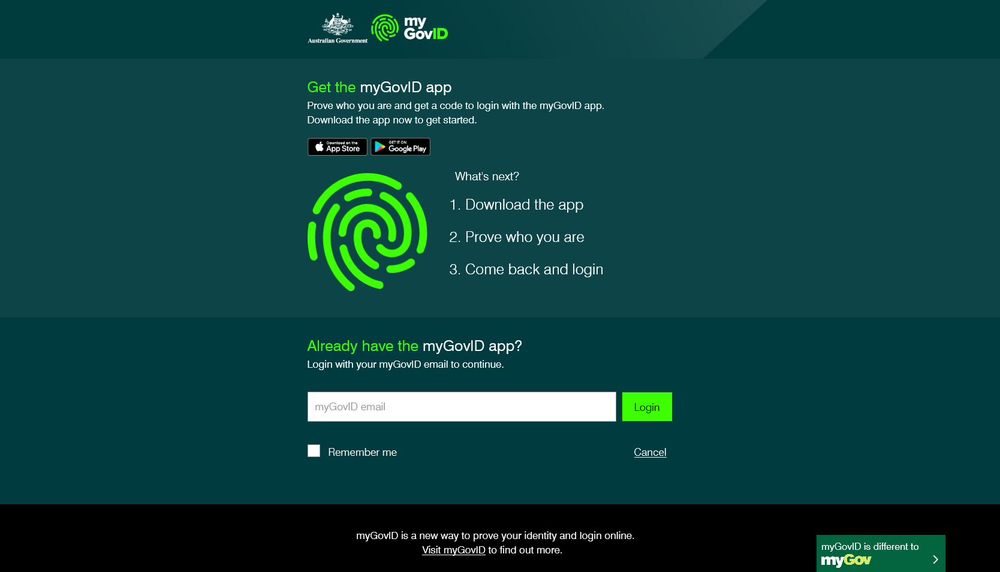 Australian Government
my
GovID
Get the myGovID app
Prove who you are and get a code to login with the myGovID app.
Download the app now to get started.
Download on the
App Store
GET IT ON
Google Play
What's next?
1. Download the app
2. Prove who you are
3. Come back and login
Already have the myGovID app?
Login with your myGovID email to continue.
myGovID email
Login
Remember me
Cancel
myGovID is a new way to prove your identity and login online.
Visit myGovID to find out more.
myGovID is different to
myGov